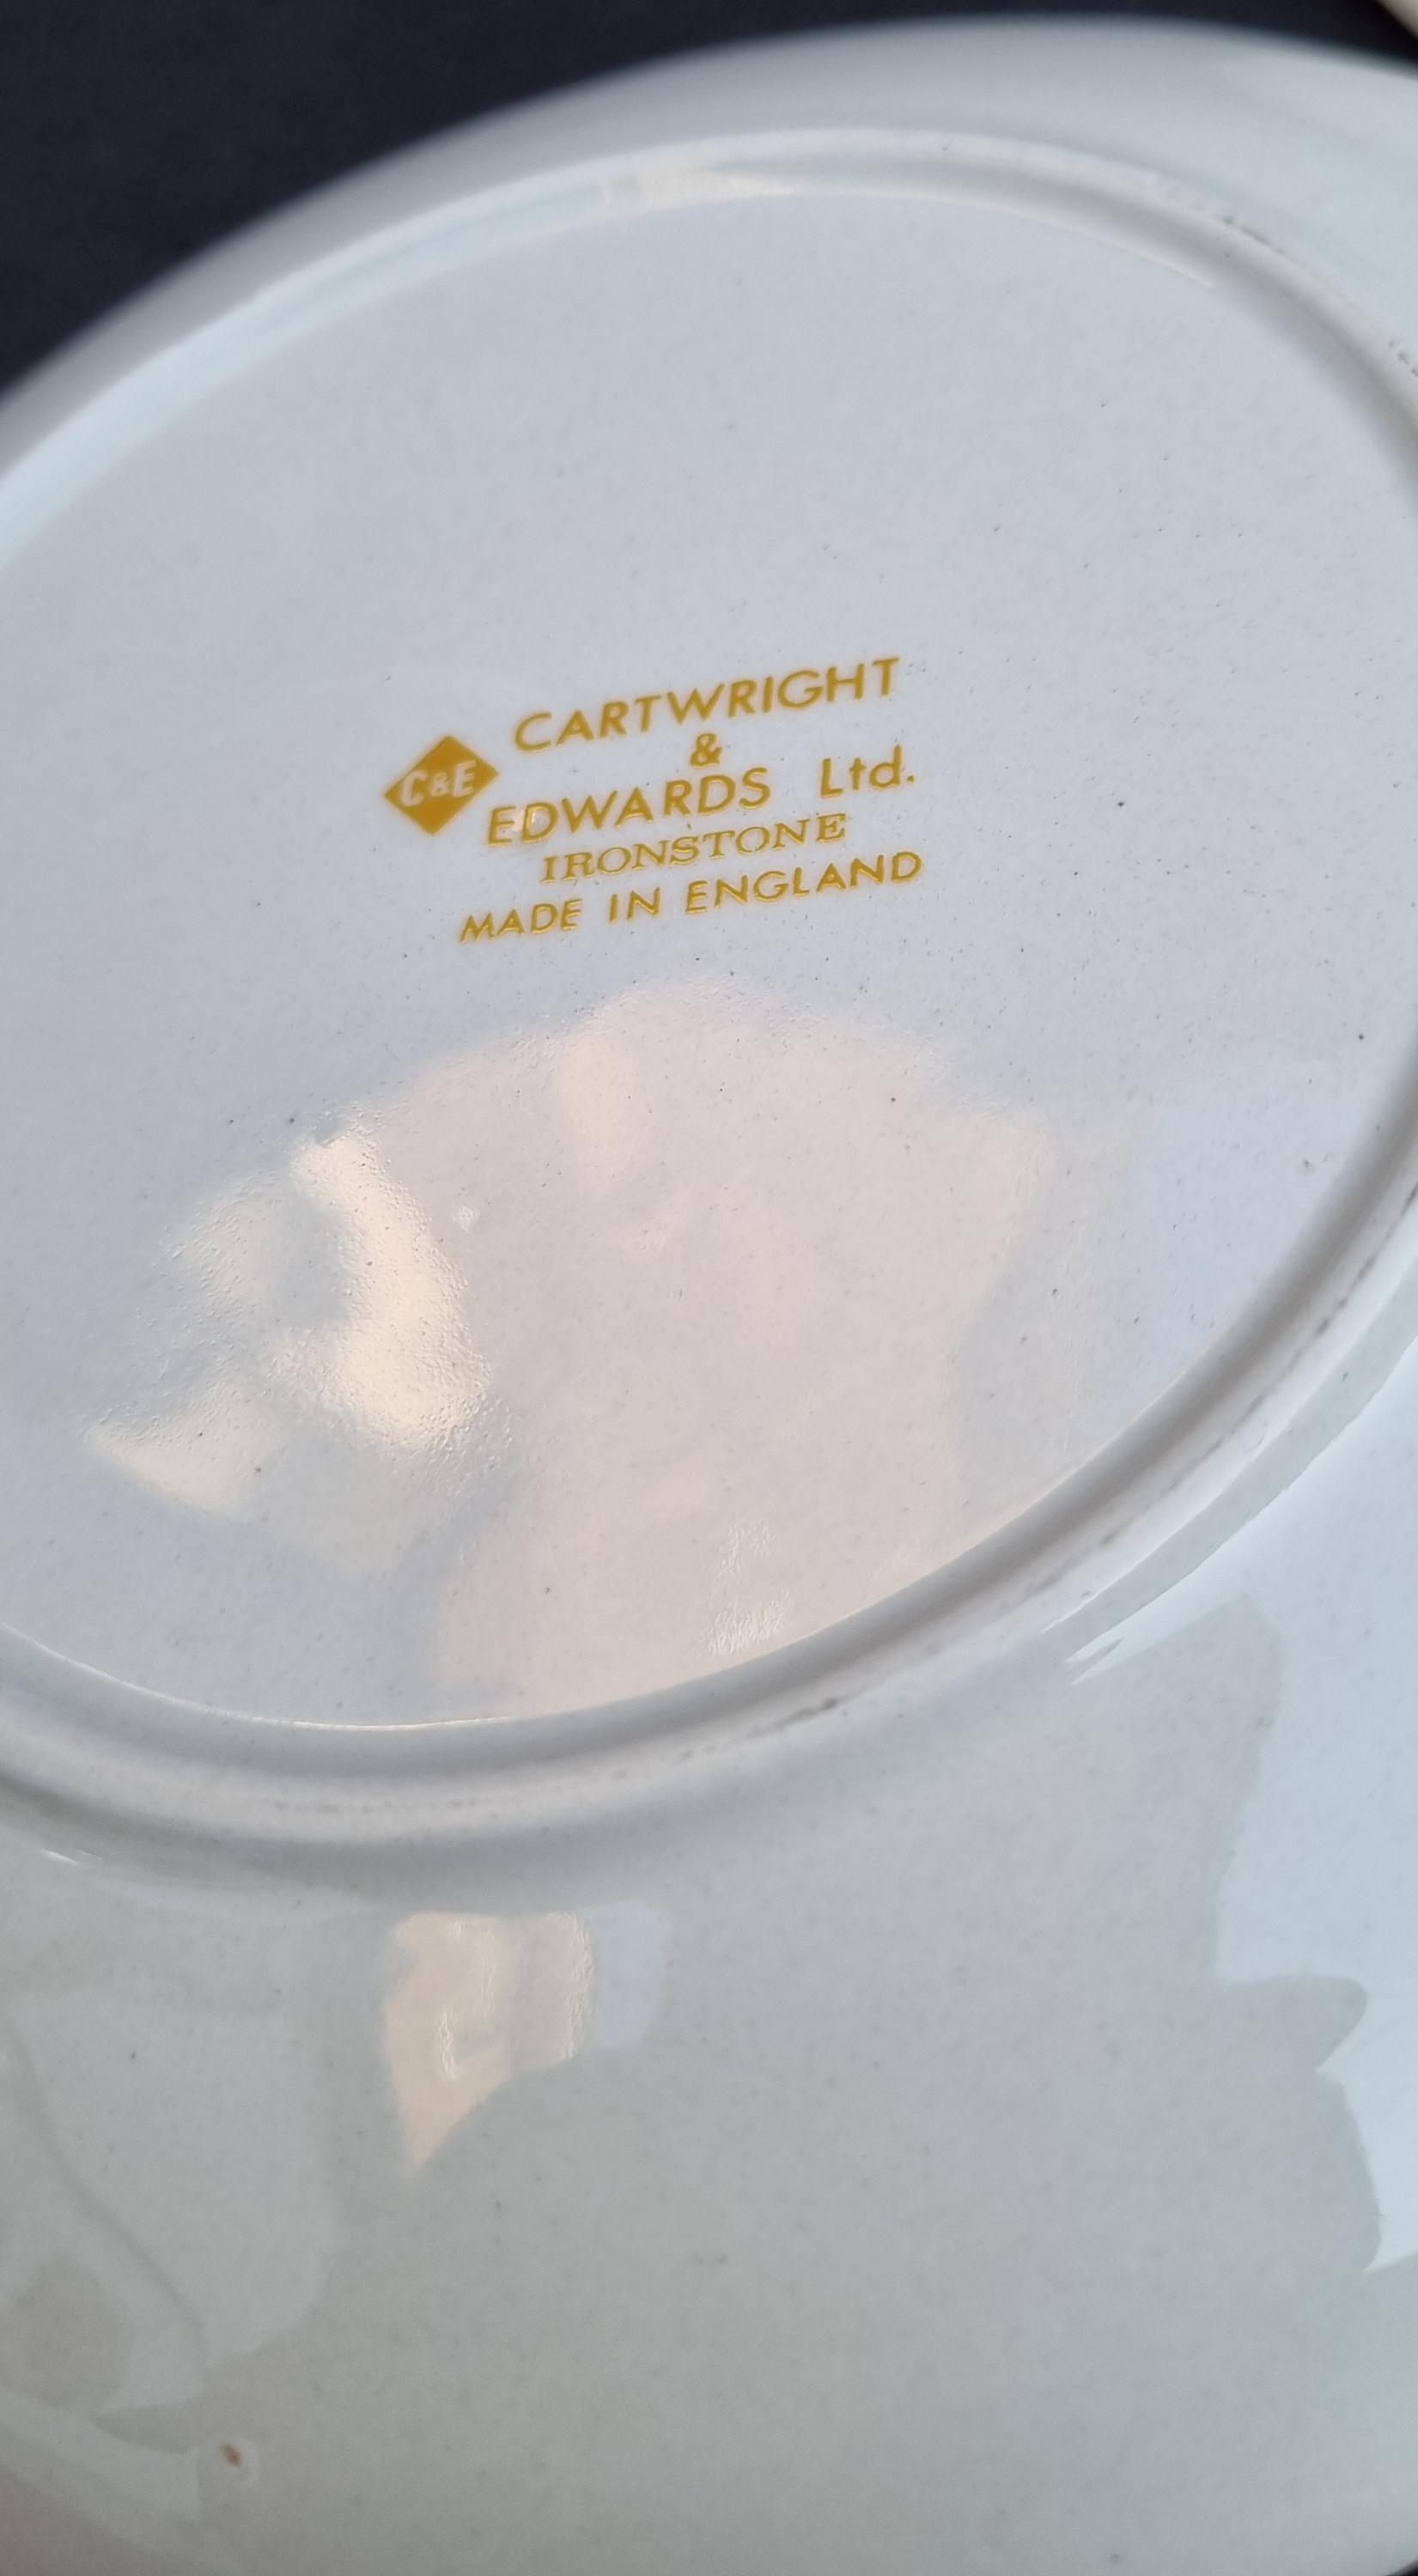 C&E
CARTWRIGHT
&
EDWARDS Ltd.
IRONSTONE
MADE IN ENGLAND